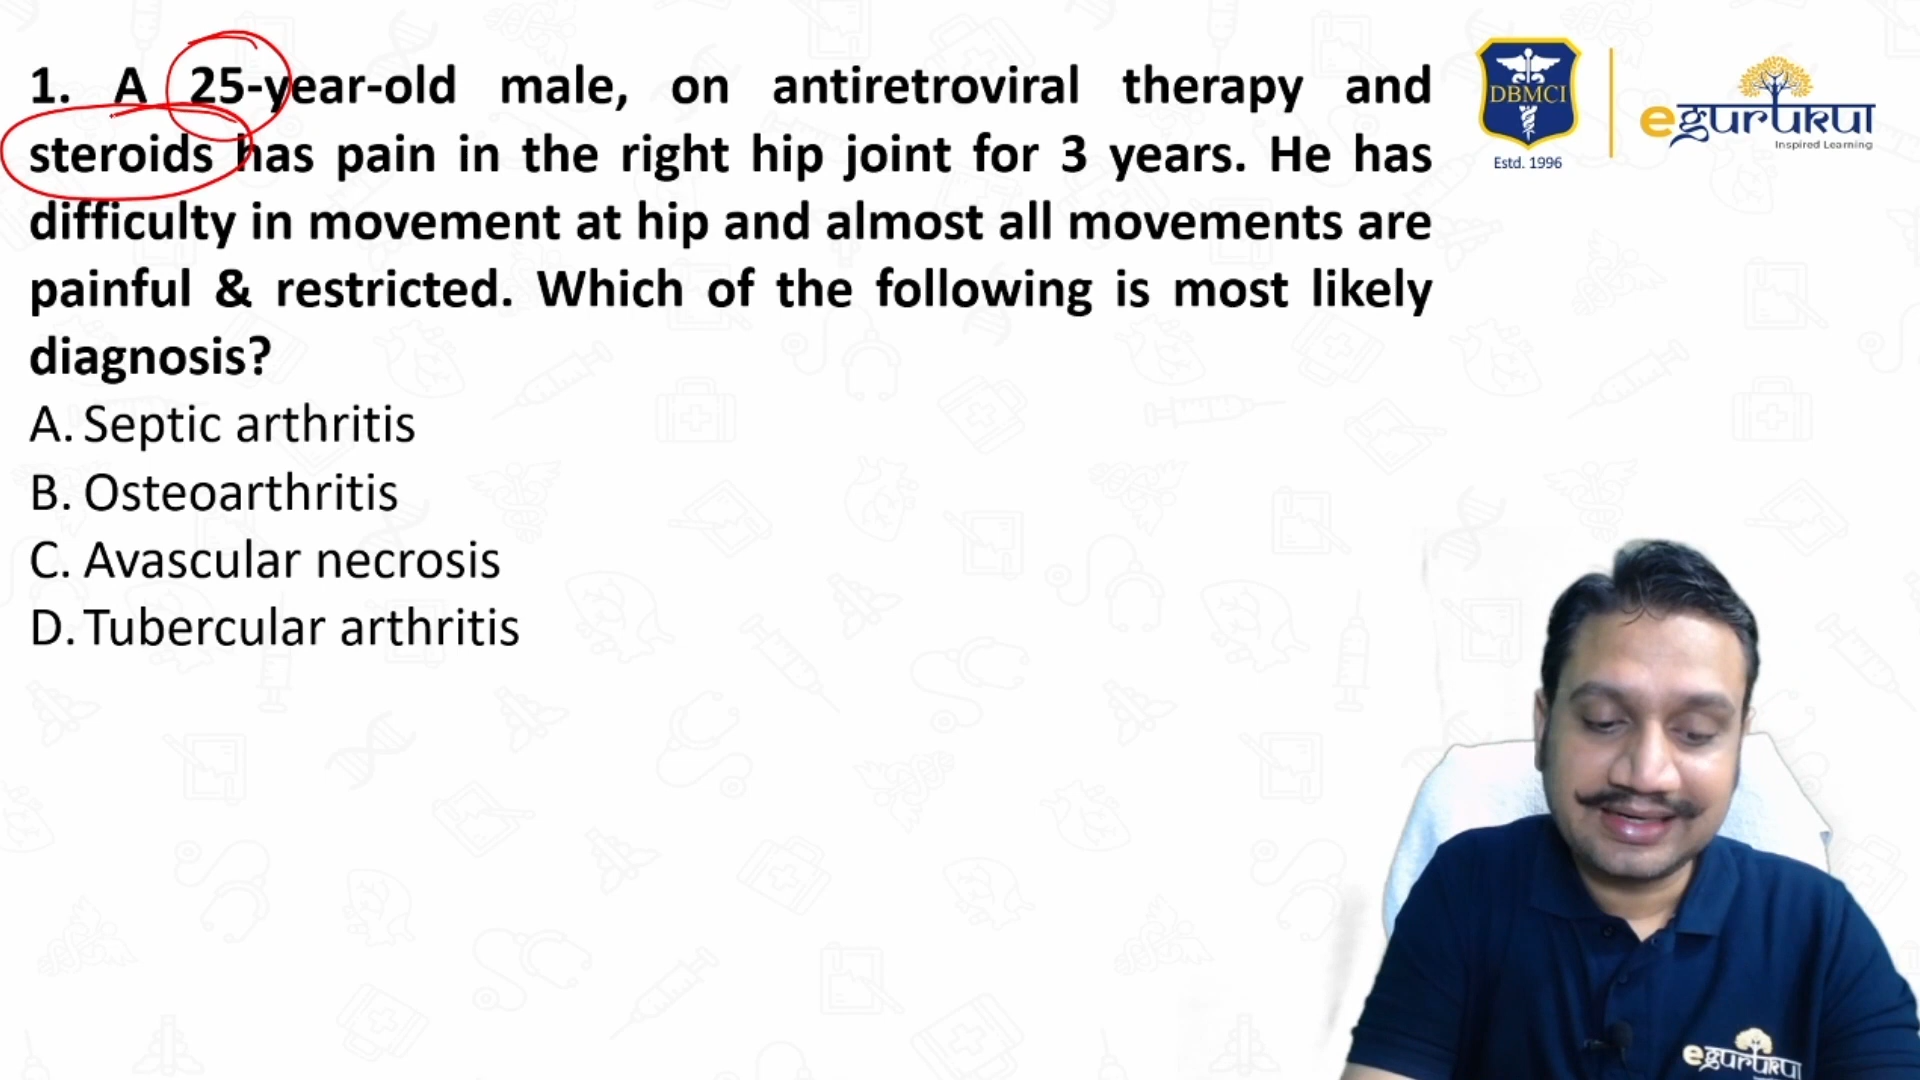 1. A 25-year-old male, on antiretroviral therapy and
steroids has pain in the right hip joint for 3 years. He has
difficulty in movement at hip and almost all movements are
painful & restricted. Which of the following is most likely
diagnosis?
A. Septic arthritis
B. Osteoarthritis
C. Avascular necrosis
D. Tubercular arthritis
DBMCI
Estd. 1996
egurukul
Inspired Learning
egurukul